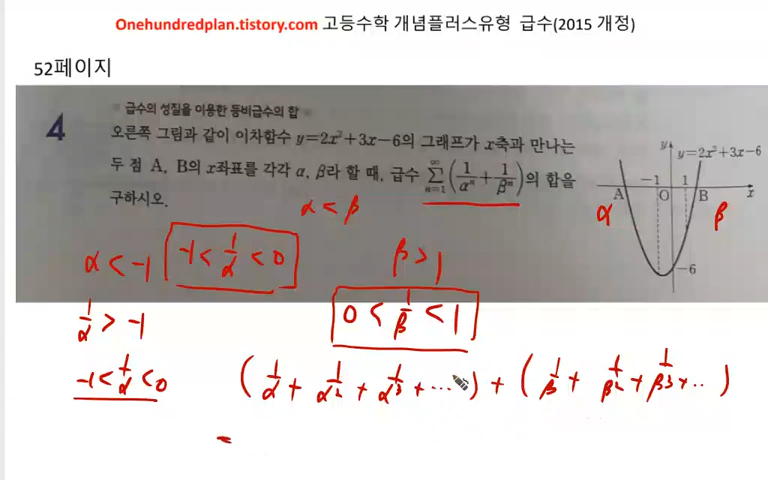 Onehundredplan.tistory.com 고등수학 개념플러스유형 급수(2015 개정)
52페이지
급수의 성질을 이용한 등비급수의 합
4
오른쪽 그림과 같이 이차함수 y=2x²+3x-6의 그래프가 x축과 만나는
두 점 A, B의 x좌표를 각각 α, β라 할 때, 급수 ∑_{n=1}^{∞}(1/αⁿ+1/βⁿ)의 합을
구하시오.
y
y=2x²+3x-6
-1 1
A O B x
-6
α β
α < β
α < -1
-1 < 1/α < 0
β > 1
1/α > -1
0 < 1/β < 1
-1 < 1/α < 0
(1/α + 1/α² + 1/α³ + ...) + (1/β + 1/β² + 1/β³ + ..)
=